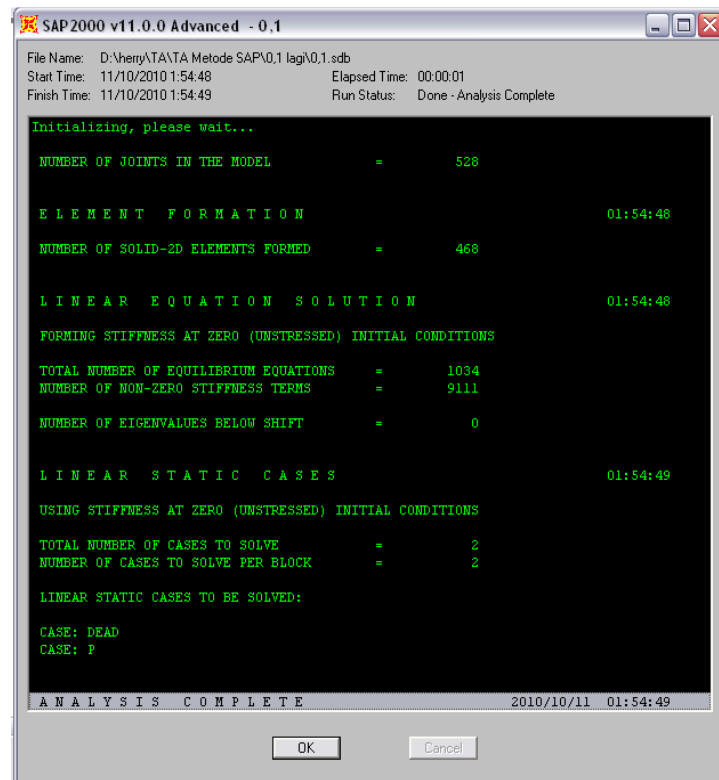 SAP2000 v11.0.0 Advanced - 0,1
File Name: D:\herry\TA\TA Metode SAP\0,1 lagi\0,1.sdb
Start Time: 11/10/2010 1:54:48 Elapsed Time: 00:00:01
Finish Time: 11/10/2010 1:54:49 Run Status: Done - Analysis Complete
Initializing, please wait...
NUMBER OF JOINTS IN THE MODEL = 528
E L E M E N T F O R M A T I O N 01:54:48
NUMBER OF SOLID-2D ELEMENTS FORMED = 468
L I N E A R E Q U A T I O N S O L U T I O N 01:54:48
FORMING STIFFNESS AT ZERO (UNSTRESSED) INITIAL CONDITIONS
TOTAL NUMBER OF EQUILIBRIUM EQUATIONS = 1034
NUMBER OF NON-ZERO STIFFNESS TERMS = 9111
NUMBER OF EIGENVALUES BELOW SHIFT = 0
L I N E A R S T A T I C C A S E S 01:54:49
USING STIFFNESS AT ZERO (UNSTRESSED) INITIAL CONDITIONS
TOTAL NUMBER OF CASES TO SOLVE = 2
NUMBER OF CASES TO SOLVE PER BLOCK = 2
LINEAR STATIC CASES TO BE SOLVED:
CASE: DEAD
CASE: P
A N A L Y S I S C O M P L E T E 2010/10/11 01:54:49
OK Cancel